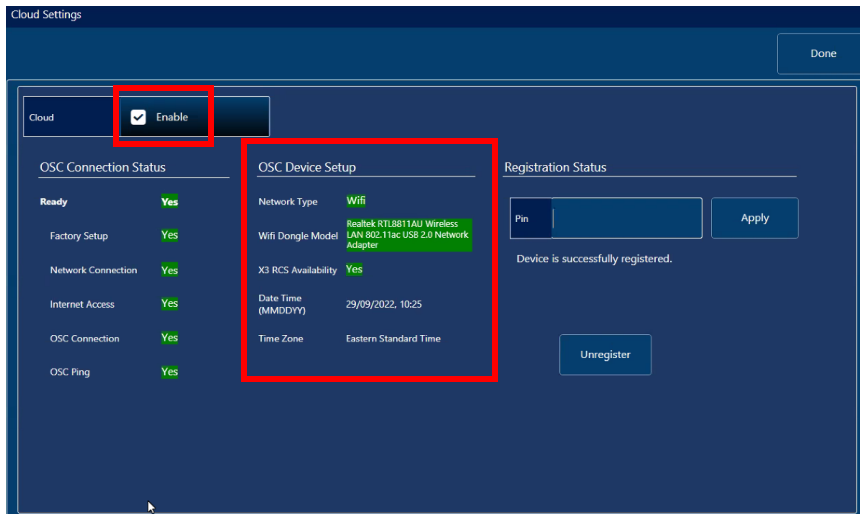 Cloud Settings
Done
Cloud
Enable
OSC Connection Status
Ready Yes
Factory Setup Yes
Network Connection Yes
Internet Access Yes
OSC Connection Yes
OSC Ping Yes
OSC Device Setup
Network Type Wifi
Wifi Dongle Model
Realtek RTL8811AU Wireless
LAN 802.11ac USB 2.0 Network
Adapter
X3 RCS Availability Yes
Date Time
(MMDDYY)
29/09/2022, 10:25
Time Zone Eastern Standard Time
Registration Status
Pin
Apply
Device is successfully registered.
Unregister